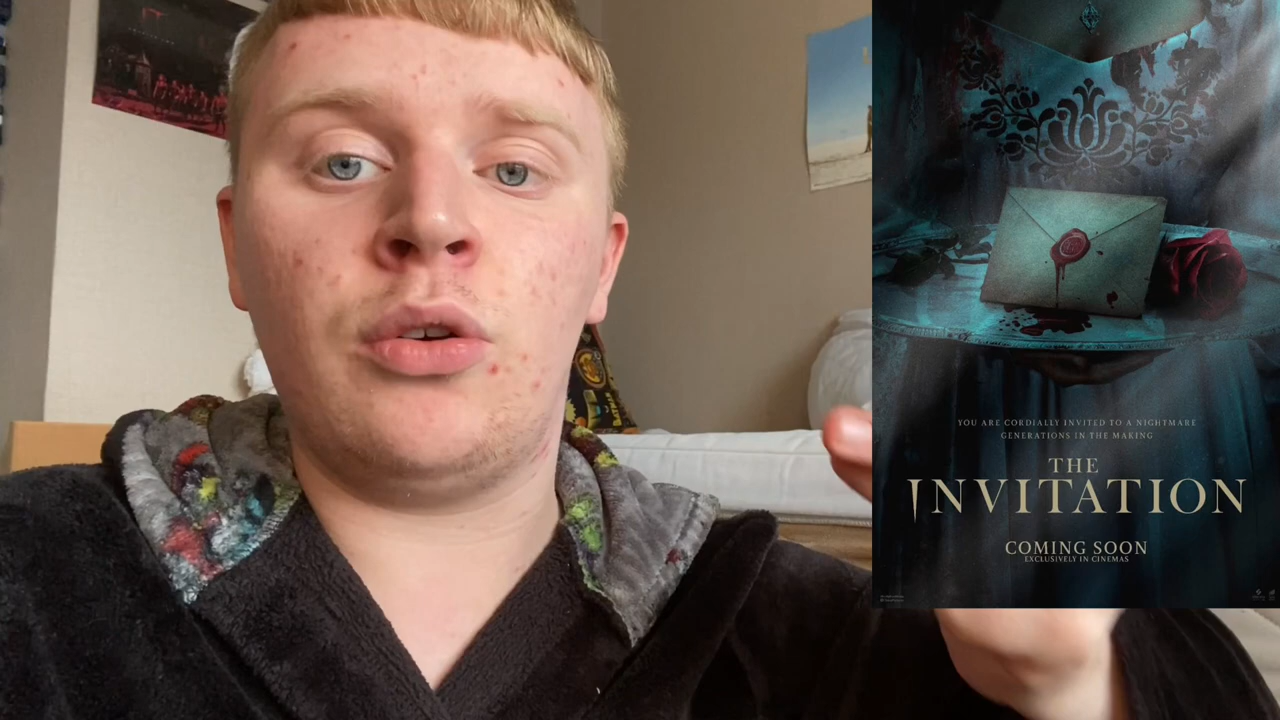 YOU ARE CORDIALLY INVITED TO A NIGHTMARE
GENERATIONS IN THE MAKING
THE
INVITATION
COMING SOON
EXCLUSIVELY IN CINEMAS